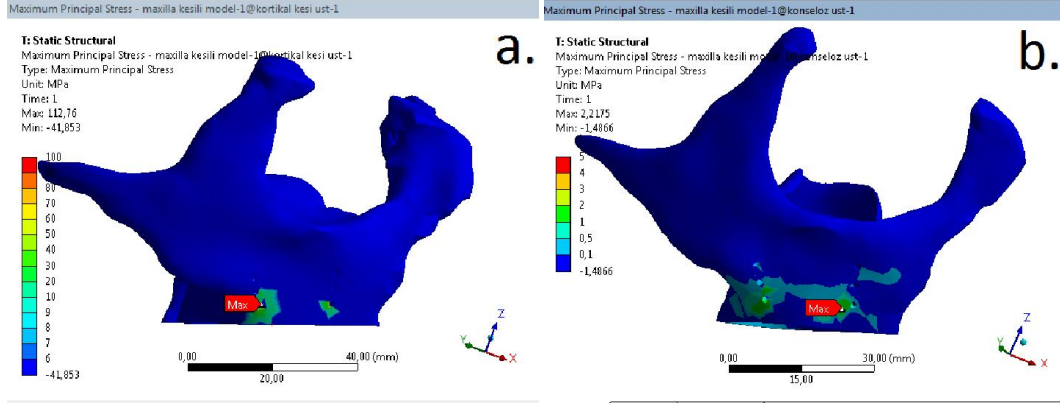 Maximum Principal Stress - maxilla kesili model-1@kortikal kesi ust-1
a.
T: Static Structural
Maximum Principal Stress - maxilla kesili model-1@kortikal kesi ust-1
Type: Maximum Principal Stress
Unit: MPa
Time: 1
Max: 112,76
Min: -41,853
100
80
70
60
50
40
30
20
10
9
8
7
6
-41,853
Max
0,00
40,00 (mm)
20,00
Z
Y
X
Maximum Principal Stress - maxilla kesili model-1@konseloz ust-1
b.
T: Static Structural
Maximum Principal Stress - maxilla kesili model-1@konseloz ust-1
Type: Maximum Principal Stress
Unit: MPa
Time: 1
Max: 2,2175
Min: -1,4866
5
4
3
2
1
0,5
0,1
-1,4866
Max
0,00
30,00 (mm)
15,00
Z
Y
X